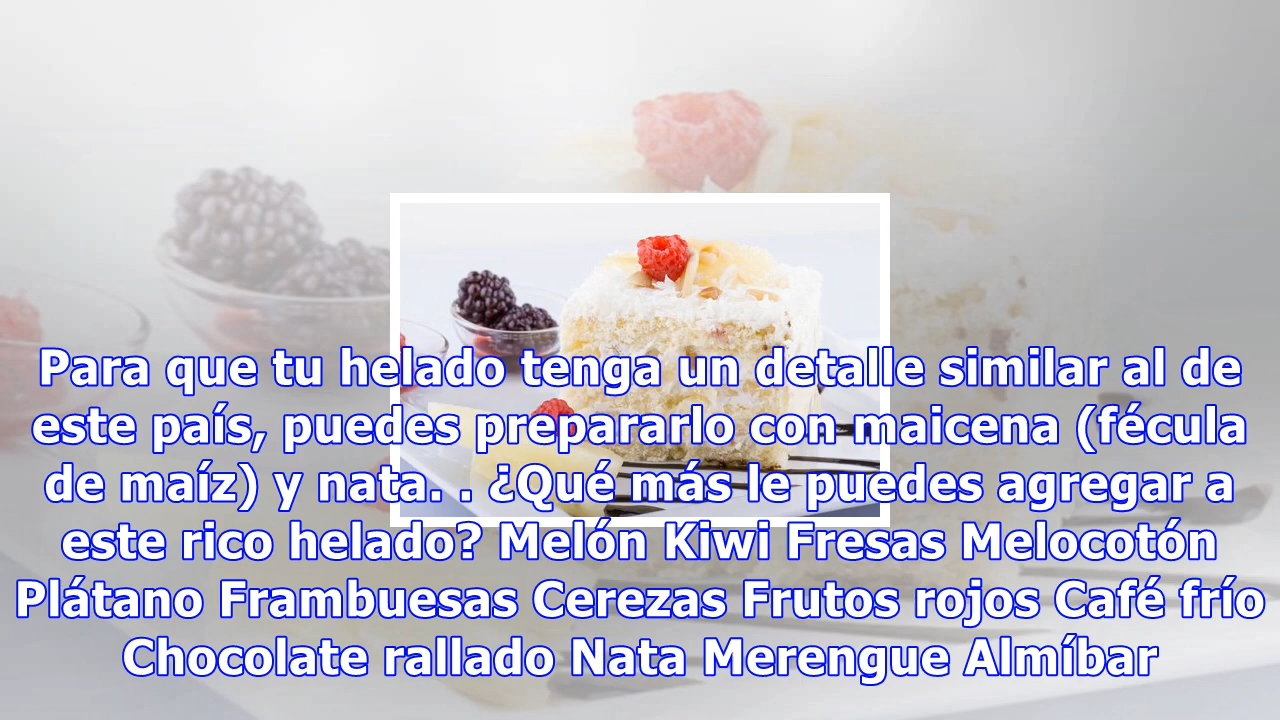 Para que tu helado tenga un detalle similar al de
este país, puedes prepararlo con maicena (fécula
de maíz) y nata. . ¿Qué más le puedes agregar a
este rico helado? Melón Kiwi Fresas Melocotón
Plátano Frambuesas Cerezas Frutos rojos Café frío
Chocolate rallado Nata Merengue Almíbar